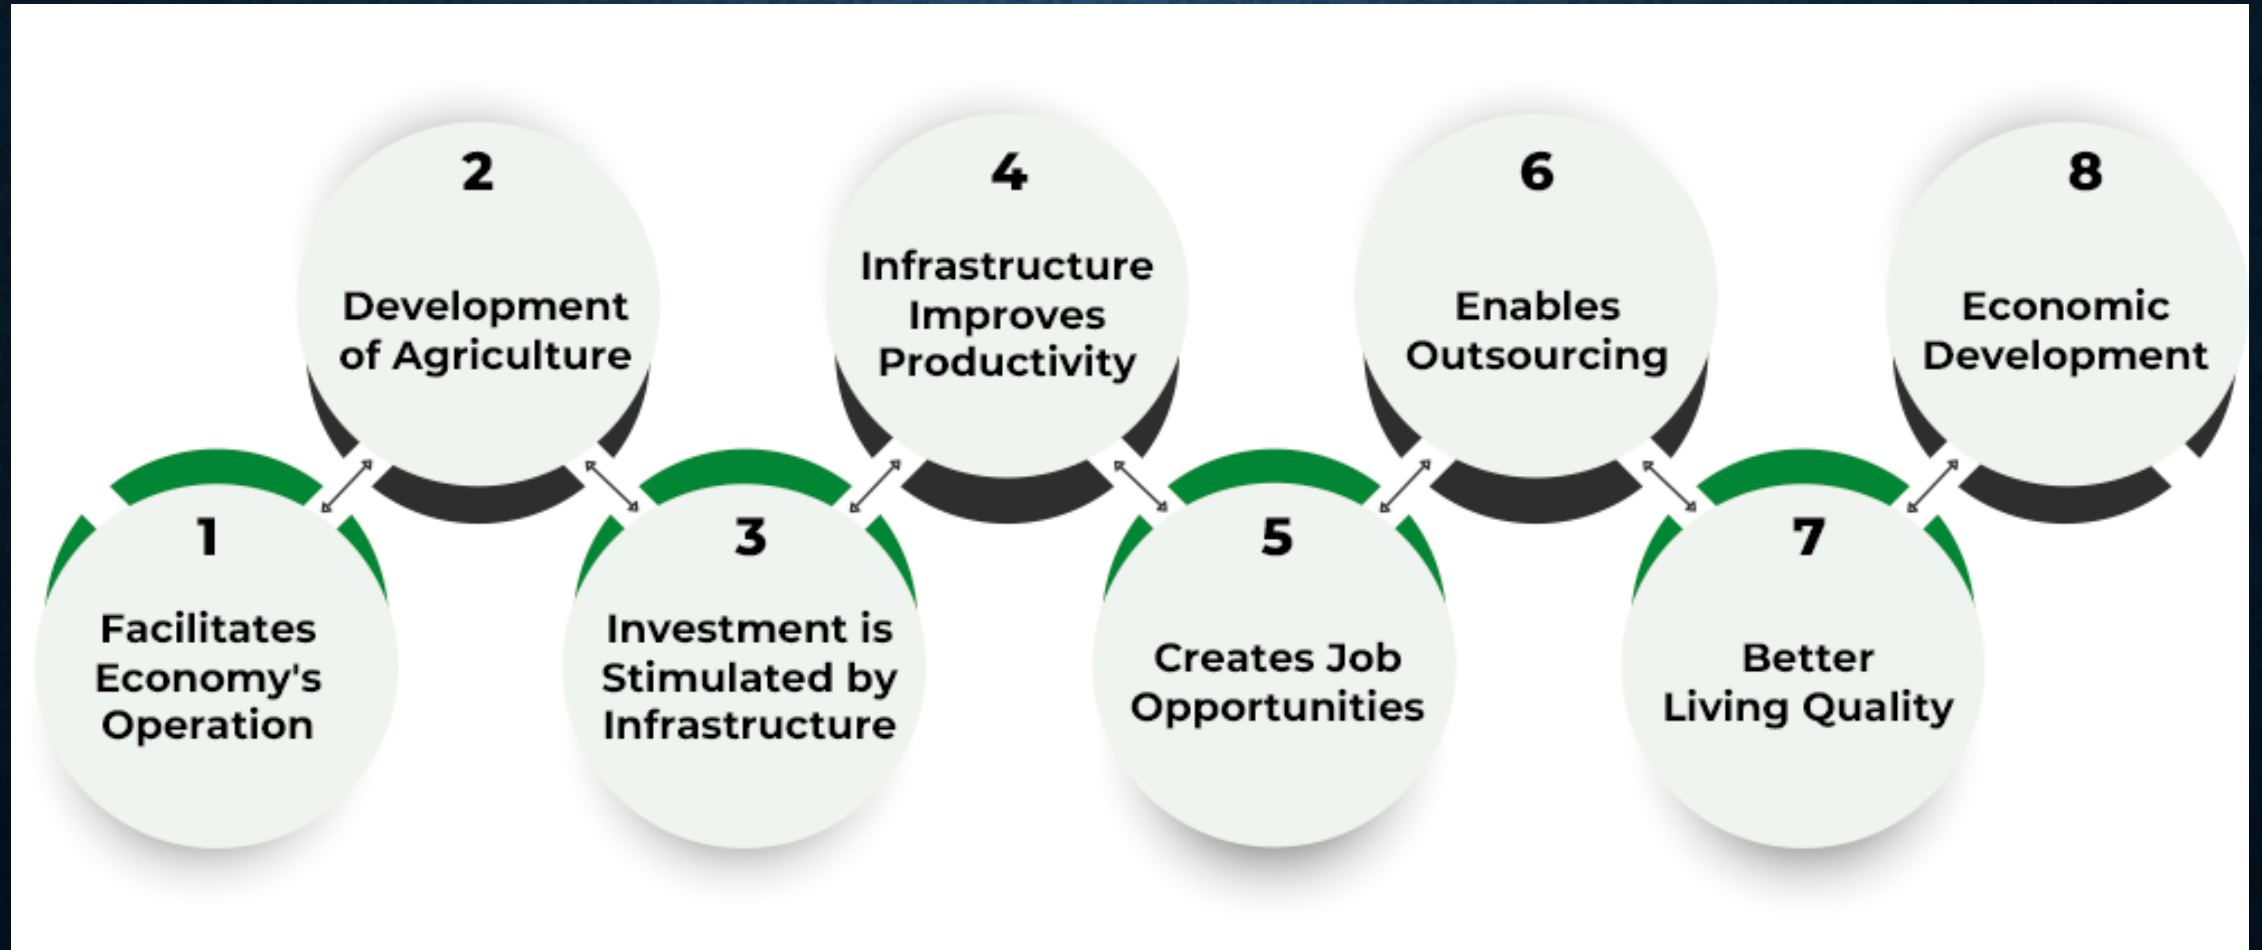 1
Facilitates
Economy's
Operation
2
Development
of Agriculture
3
Investment is
Stimulated by
Infrastructure
4
Infrastructure
Improves
Productivity
5
Creates Job
Opportunities
6
Enables
Outsourcing
7
Better
Living Quality
8
Economic
Development